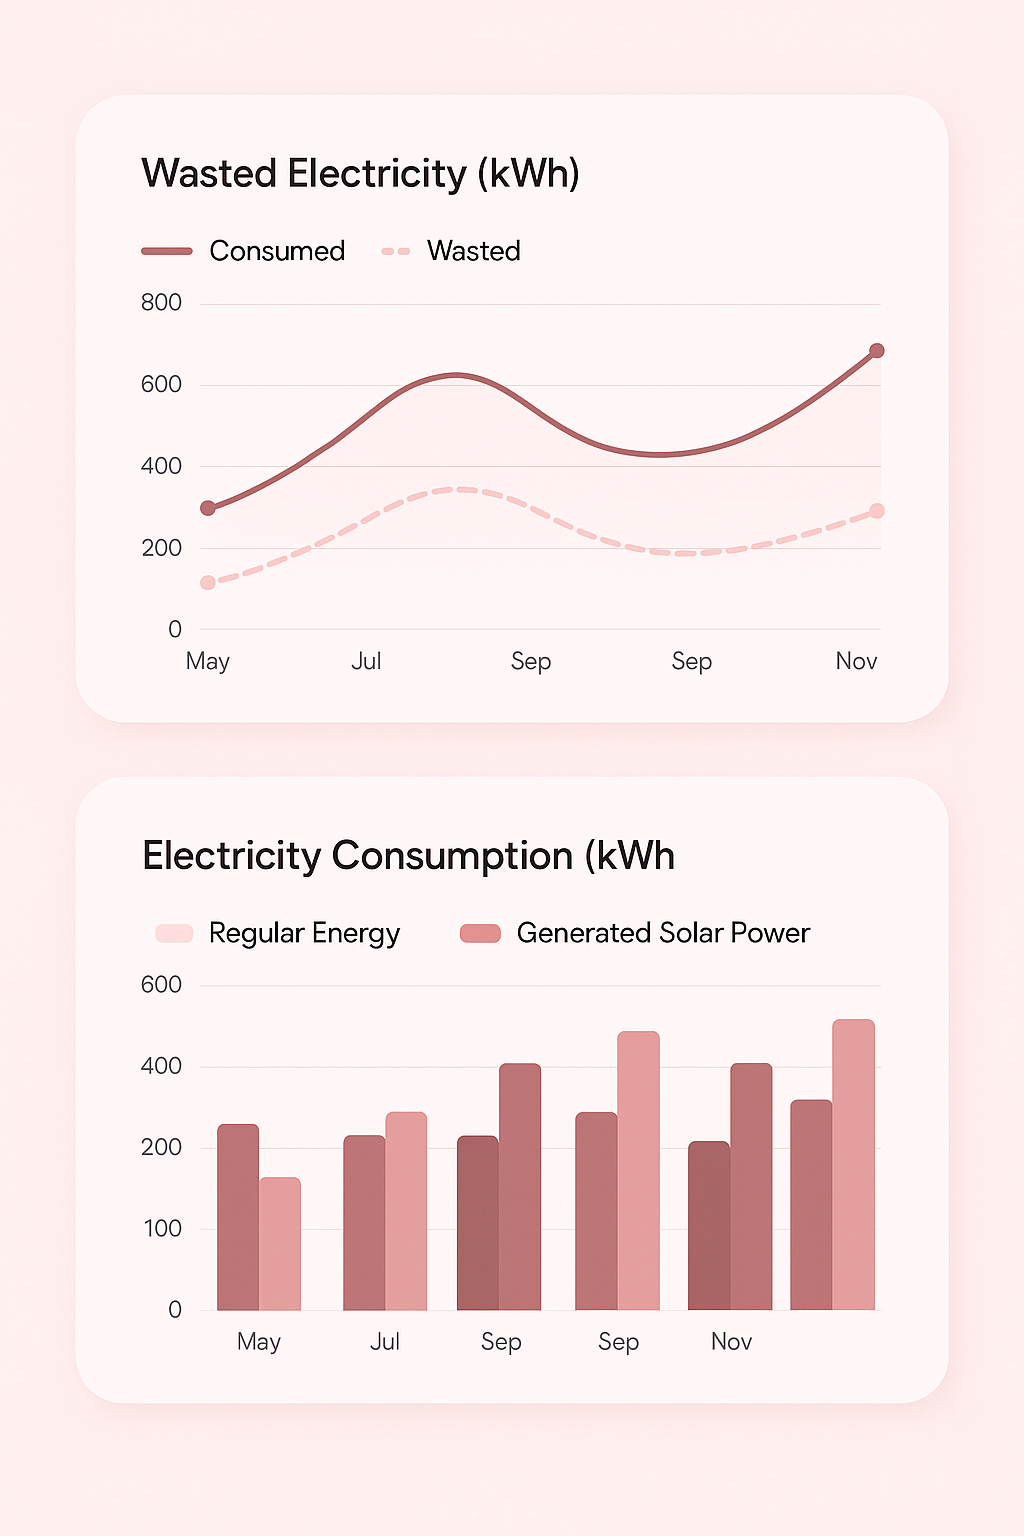 Wasted Electricity (kWh)
Consumed Wasted
800
600
400
200
0
May Jul Sep Sep Nov
Electricity Consumption (kWh
Regular Energy Generated Solar Power
600
400
200
100
0
May Jul Sep Sep Nov